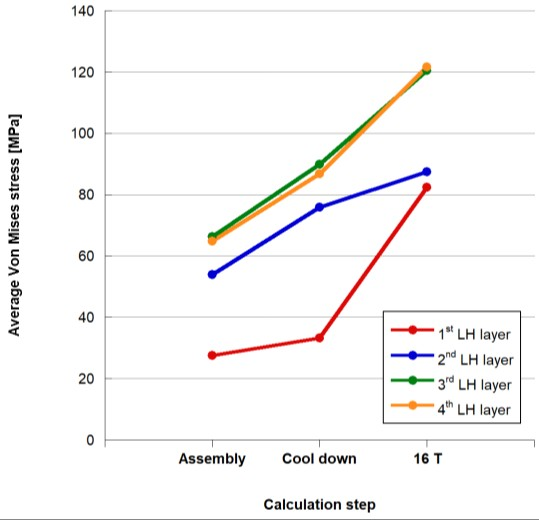 140
120
100
80
60
40
20
0
Average Von Mises stress [MPa]
1st LH layer
2nd LH layer
3rd LH layer
4th LH layer
Assembly Cool down 16 T
Calculation step